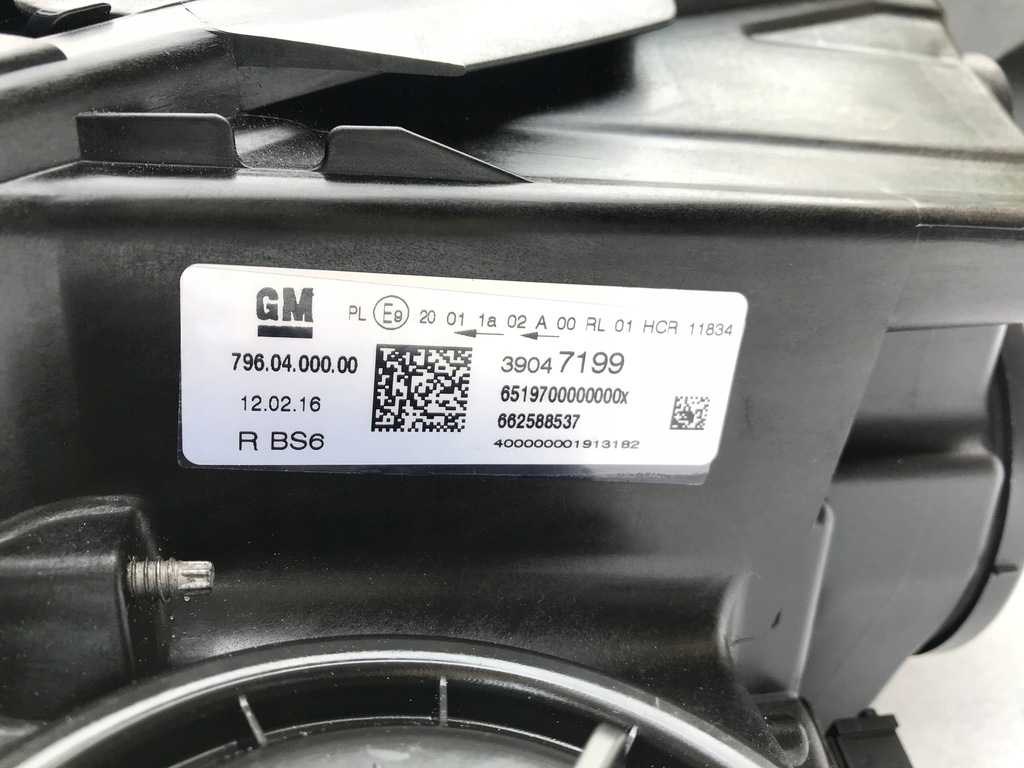 GM
PL E9 20 01 1a 02 A 00 RL 01 HCR 11834
796.04.000.00
39047199
12.02.16
6519700000000x
662588537
R BS6
400000001913182